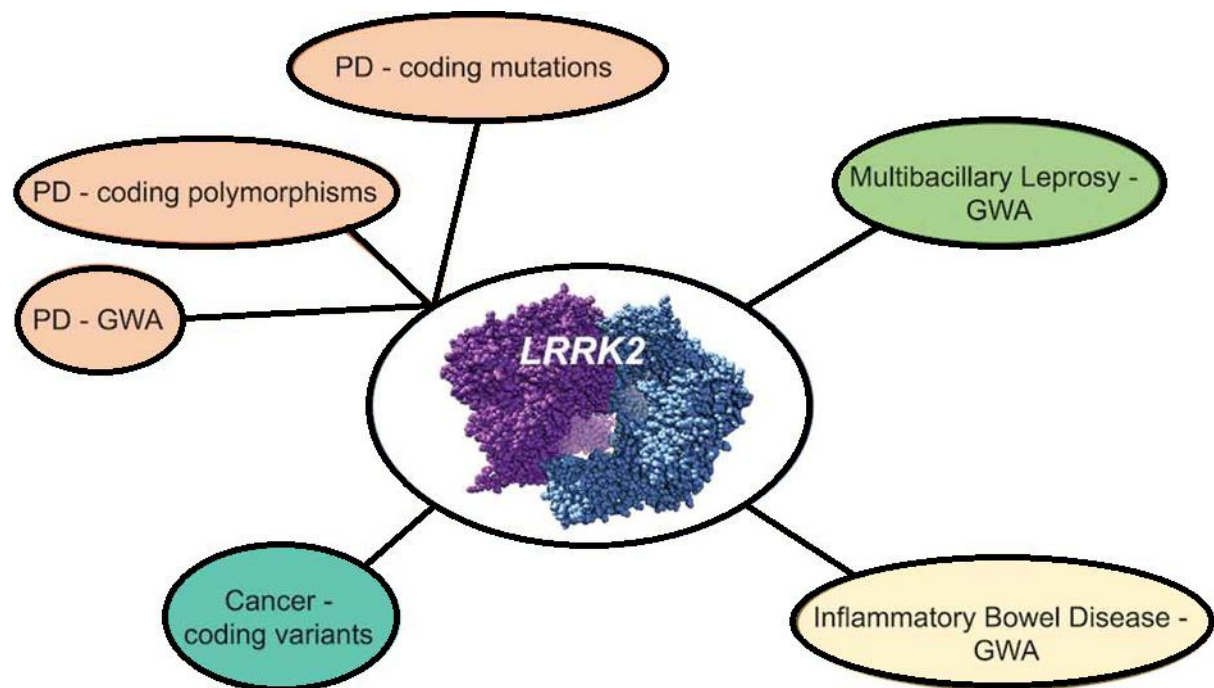 PD - coding mutations
PD - coding polymorphisms
PD - GWA
Multibacillary Leprosy -
GWA
LRRK2
Cancer -
coding variants
Inflammatory Bowel Disease -
GWA